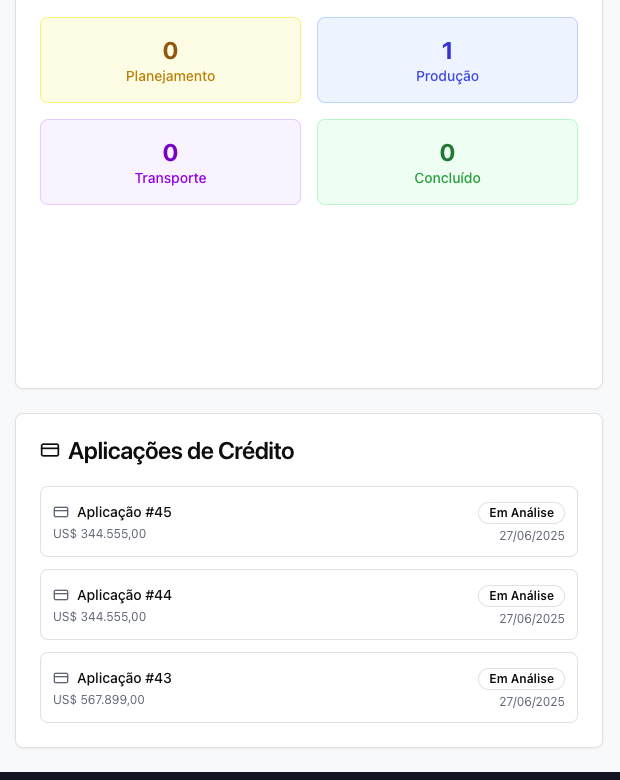 0
Planejamento
1
Produção
0
Transporte
0
Concluído
Aplicações de Crédito
Aplicação #45
Em Análise
US$ 344.555,00
27/06/2025
Aplicação #44
Em Análise
US$ 344.555,00
27/06/2025
Aplicação #43
Em Análise
US$ 567.899,00
27/06/2025